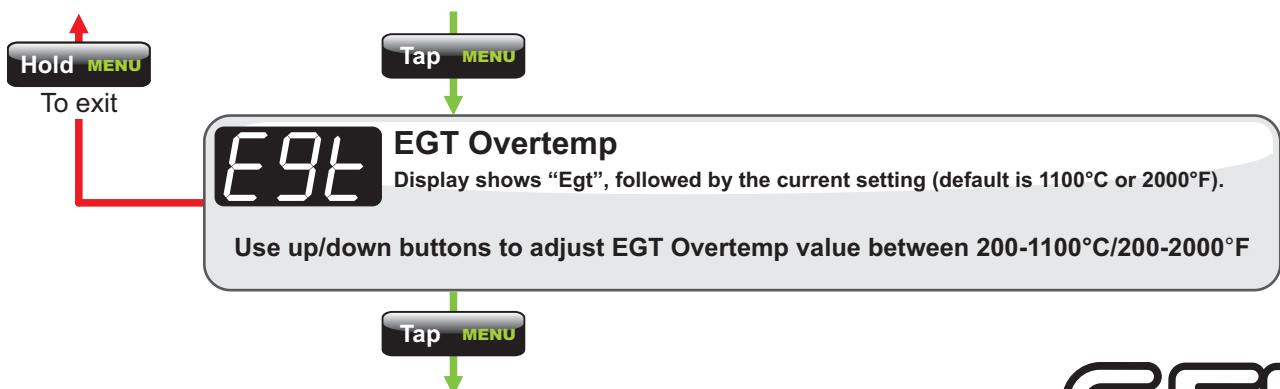 Hold MENU
To exit
Tap MENU
Egt
EGT Overtemp
Display shows “Egt”, followed by the current setting (default is 1100°C or 2000°F).
Use up/down buttons to adjust EGT Overtemp value between 200-1100°C/200-2000°F
Tap MENU